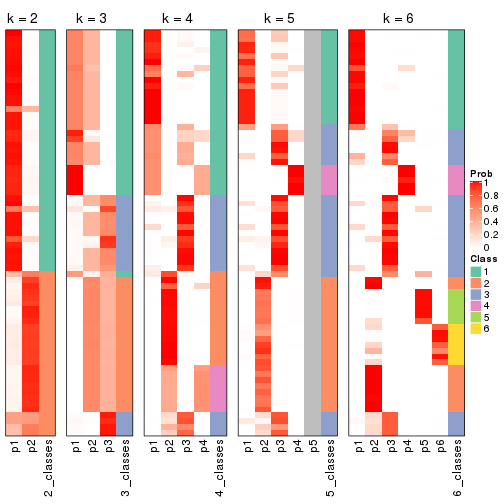 k = 2
k = 3
k = 4
k = 5
k = 6
p1
p2
2_classes
p1
p2
p3
3_classes
p1
p2
p3
p4
4_classes
p1
p2
p3
p4
p5
5_classes
p1
p2
p3
p4
p5
p6
6_classes
Prob
1
0.8
0.6
0.4
0.2
0
Class
1
2
3
4
5
6